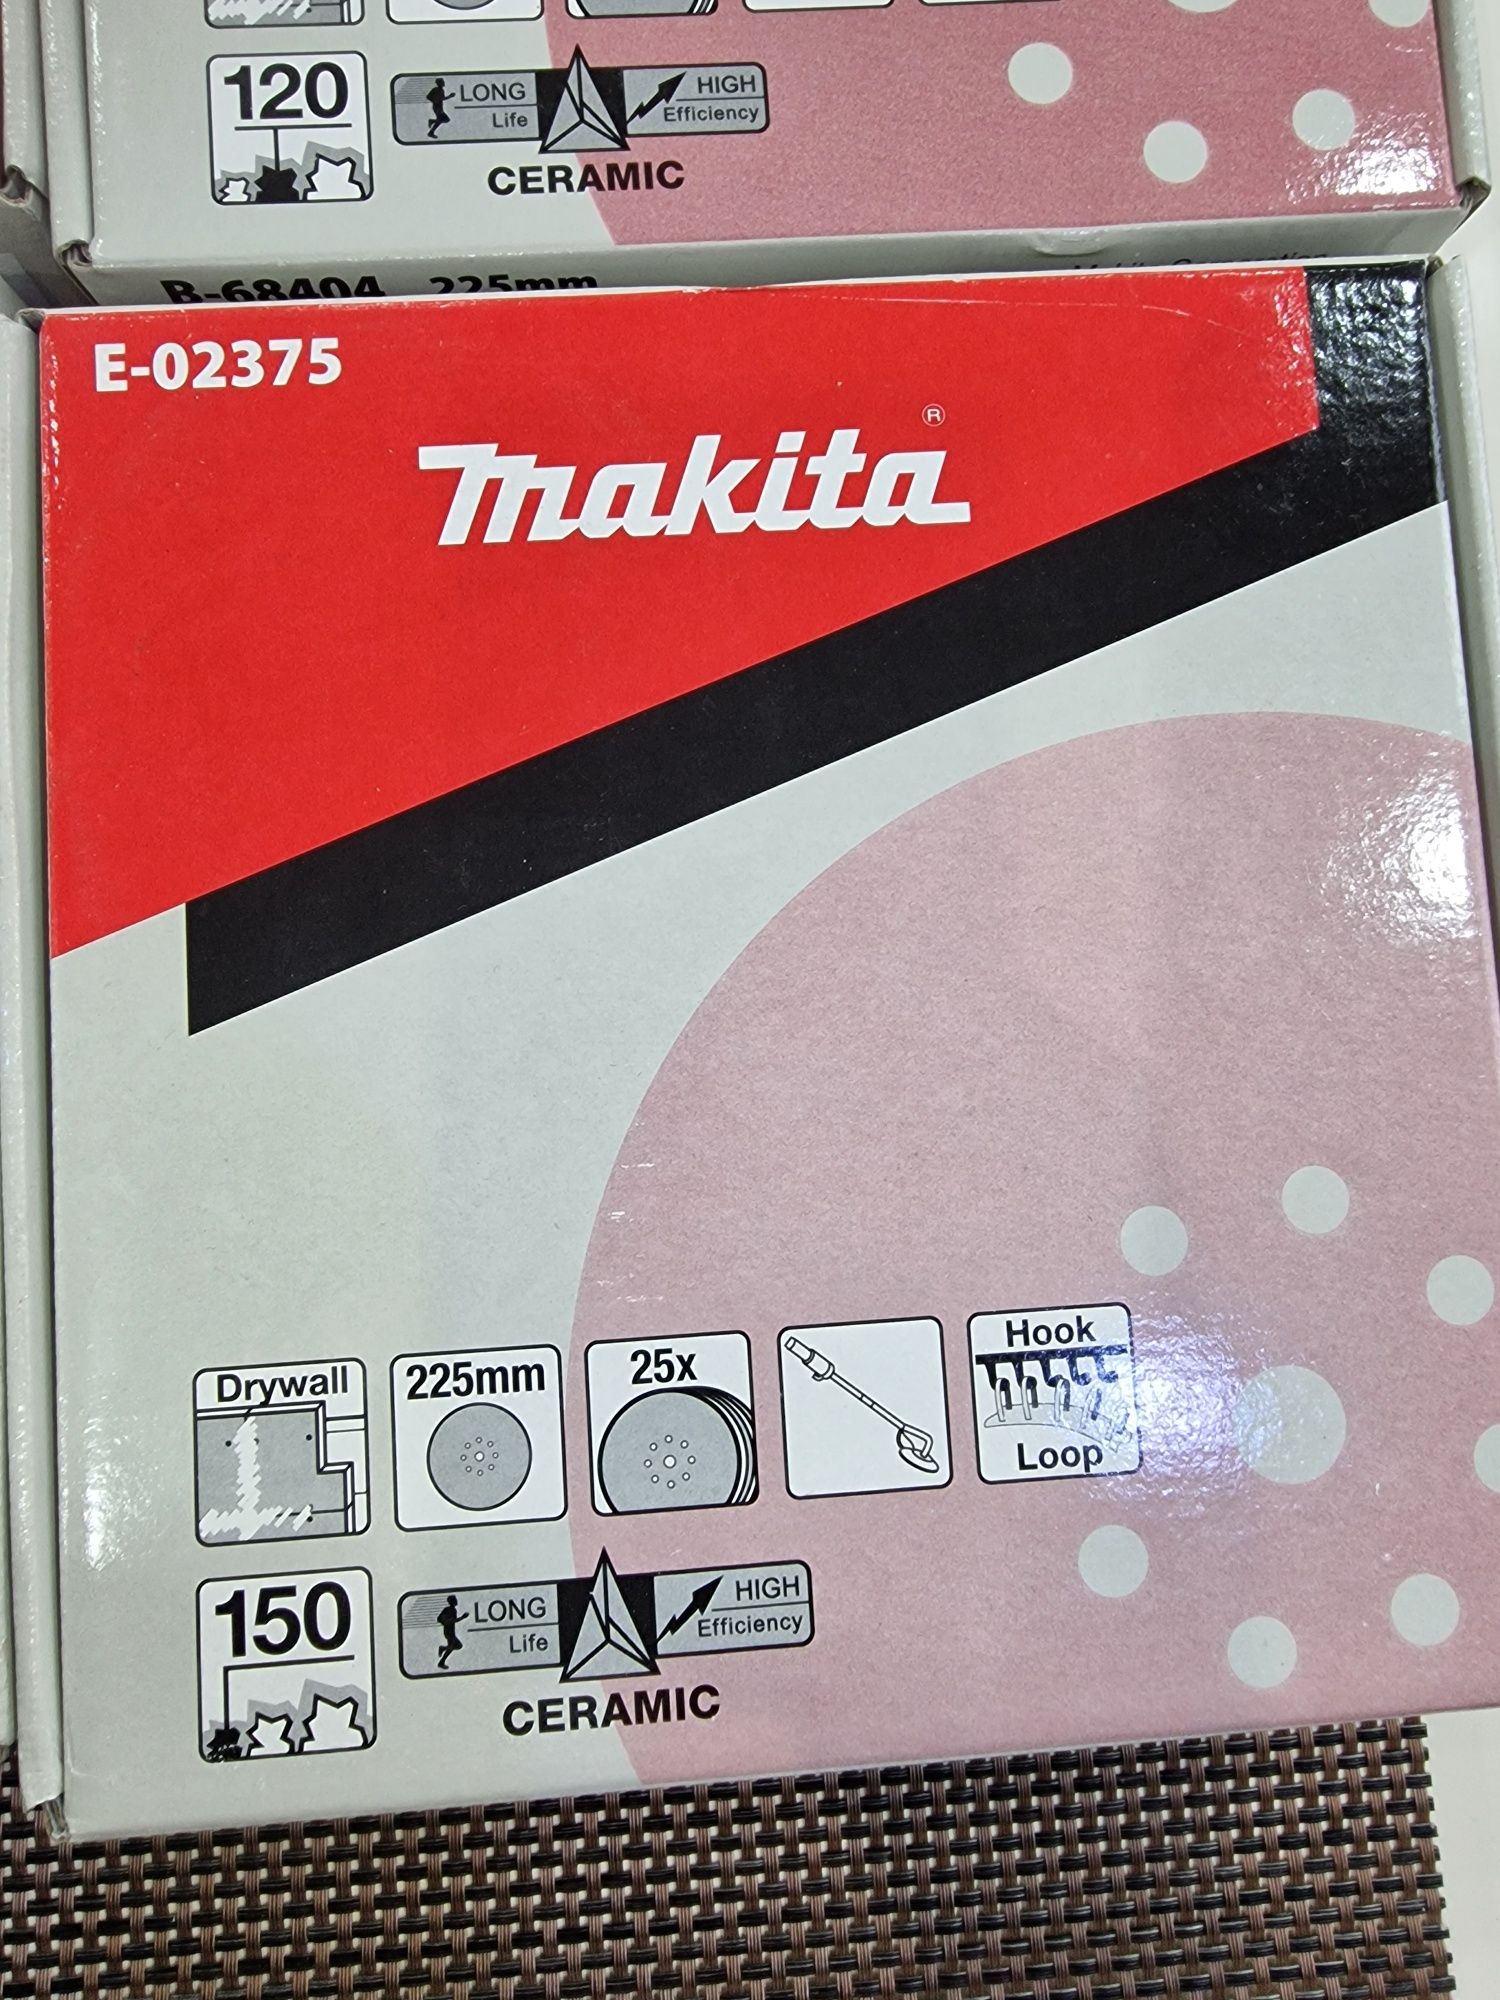 120
LONG
Life
HIGH
Efficiency
CERAMIC
B-68404 225mm
E-02375
makita®
Drywall
225mm
25x
Hook
Loop
150
LONG
Life
HIGH
Efficiency
CERAMIC